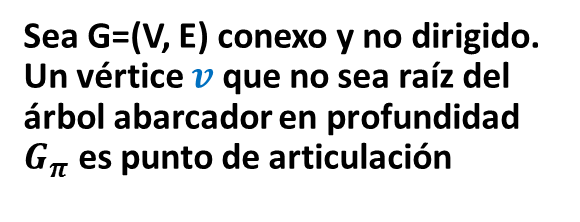 Sea G=(V, E) conexo y no dirigido.
Un vértice 𝒗 que no sea raíz del
árbol abarcador en profundidad
𝑮𝝅 es punto de articulación